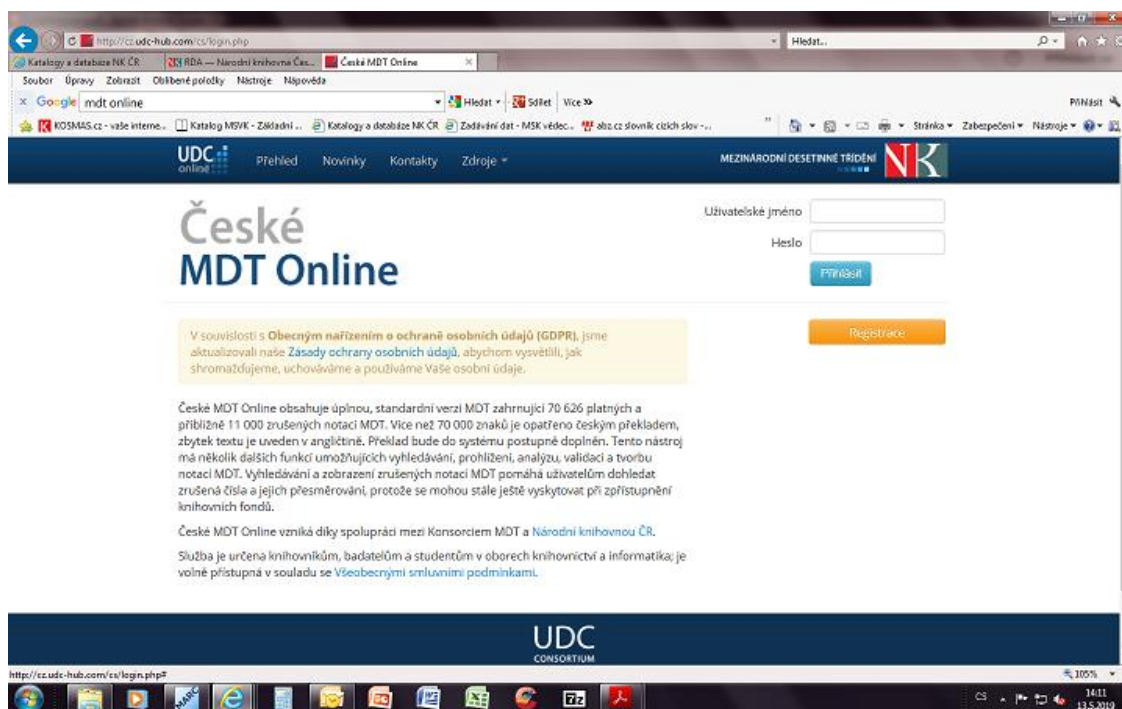 http://cz.udc-hub.com/cs/login.php
Hledat...
Katalogy a databáze NK ČR
RDA — Národní knihovna Čes...
České MDT Online
Soubor Úpravy Zobrazit Oblíbené položky Nástroje Nápověda
Google mdt online Hledat Sdílet Více Přihlásit
KOSMAS.cz - vaše interne... Katalog MSVK - Základní ... Katalogy a databáze NK ČR Zadávání dat - MSK vědec... abz.cz slovník cizích slov -... Stránka Zabezpečení Nástroje
UDC online Přehled Novinky Kontakty Zdroje MEZINÁRODNÍ DESETINNÉ TŘÍDĚNÍ NK
České
MDT Online
Uživatelské jméno
Heslo
Přihlásit
Registrace
V souvislosti s Obecným nařízením o ochraně osobních údajů (GDPR), jsme
aktualizovali naše Zásady ochrany osobních údajů, abychom vysvětlili, jak
shromažďujeme, uchováváme a používáme Vaše osobní údaje.
České MDT Online obsahuje úplnou, standardní verzi MDT zahrnující 70 626 platných a
přibližně 11 000 zrušených notací MDT. Více než 70 000 znaků je opatřeno českým překladem,
zbytek textu je uveden v angličtině. Překlad bude do systému postupně doplněn. Tento nástroj
má několik dalších funkcí umožňujících vyhledávání, prohlížení, analýzu, validaci a tvorbu
notací MDT. Vyhledávání a zobrazení zrušených notací MDT pomáhá uživatelům dohledat
zrušená čísla a jejich přesměrování, protože se mohou stále ještě vyskytovat při zpřístupnění
knihovních fondů.
České MDT Online vzniká díky spolupráci mezi Konsorciem MDT a Národní knihovnou ČR.
Služba je určena knihovníkům, badatelům a studentům v oborech knihovnictví a informatika; je
volně přístupná v souladu se Všeobecnými smluvními podmínkami.
UDC
CONSORTIUM
http://cz.udc-hub.com/cs/login.php#
105%
MARC
7z
CS
14:11
13.5.2019